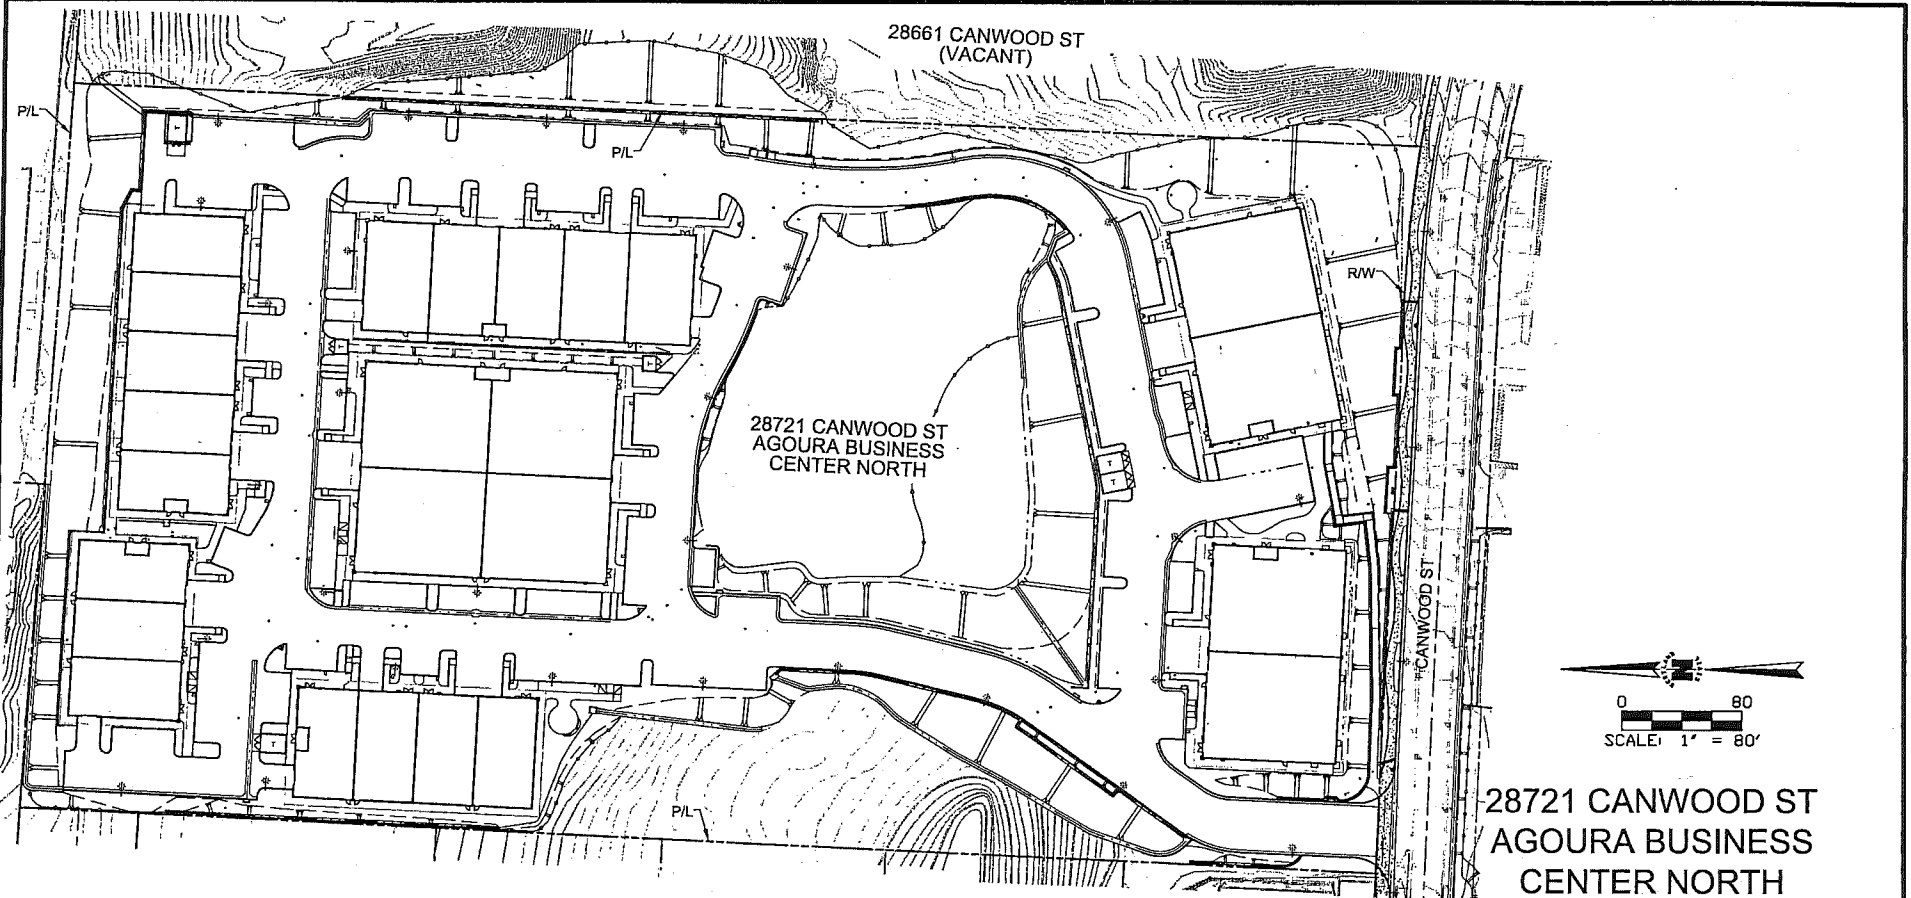 28661 CANWOOD ST
(VACANT)
P/L
P/L
R/W
28721 CANWOOD ST
AGOURA BUSINESS
CENTER NORTH
T
T
T
T
T
T
CANWOOD ST
P/L
N
0 80
SCALE: 1" = 80'
28721 CANWOOD ST
AGOURA BUSINESS
CENTER NORTH